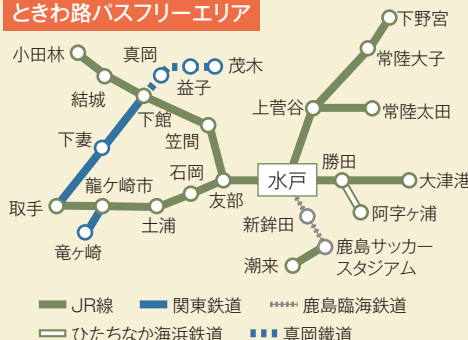 ときわ路パスフリーエリア
下野宮
小田林
真岡
茂木
常陸大子
益子
結城
下館
上菅谷
常陸太田
笠間
下妻
石岡
水戸
勝田
龍ケ崎市
大津港
取手
土浦
友部
阿字ヶ浦
新鉾田
竜ヶ崎
鹿島サッカー
スタジアム
潮来
JR線
関東鉄道
鹿島臨海鉄道
ひたちなか海浜鉄道
真岡鐵道